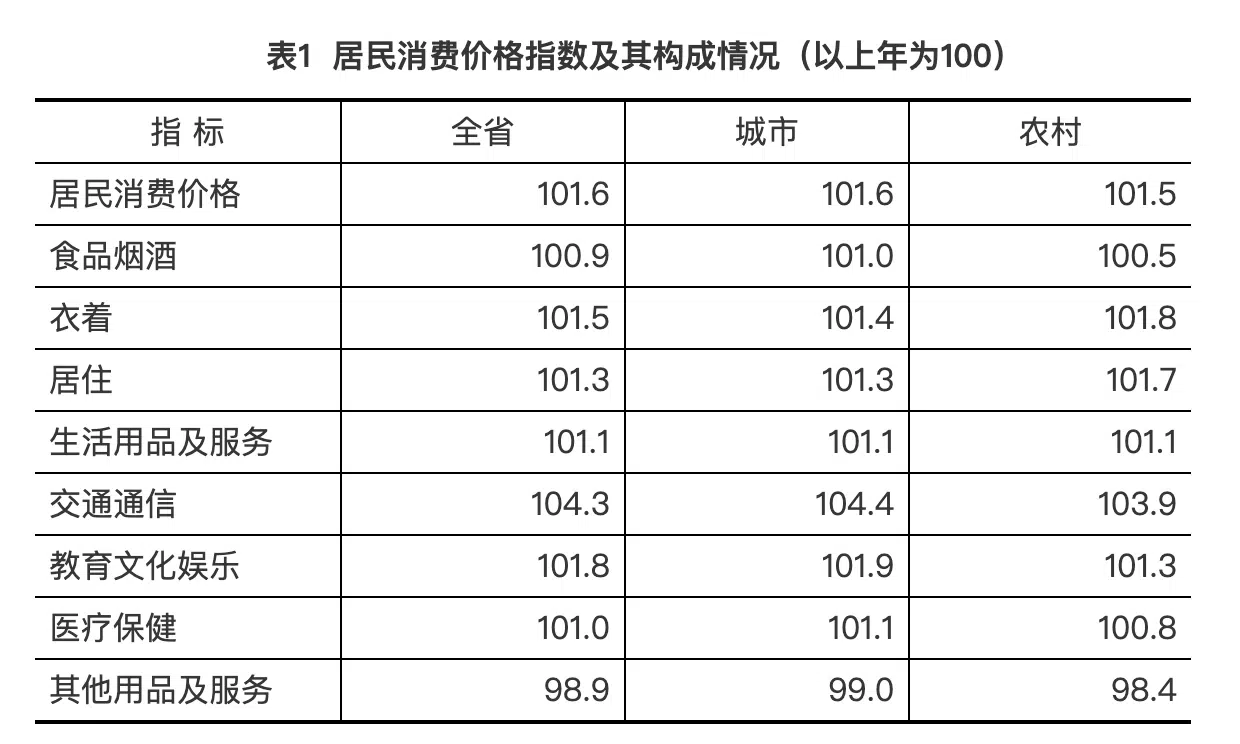 表1 居民消费价格指数及其构成情况（以上年为100）
指 标 全省 城市 农村
居民消费价格 101.6 101.6 101.5
食品烟酒 100.9 101.0 100.5
衣着 101.5 101.4 101.8
居住 101.3 101.3 101.7
生活用品及服务 101.1 101.1 101.1
交通通信 104.3 104.4 103.9
教育文化娱乐 101.8 101.9 101.3
医疗保健 101.0 101.1 100.8
其他用品及服务 98.9 99.0 98.4